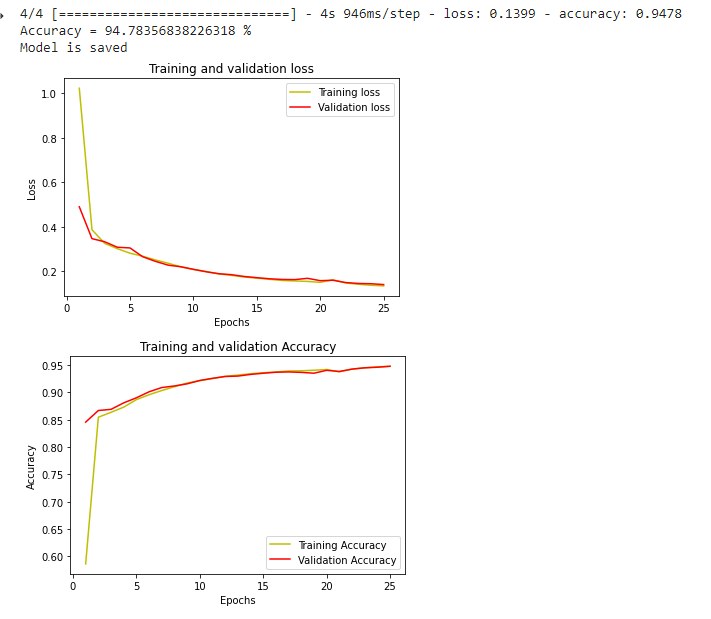 4/4 [==============================] - 4s 946ms/step - loss: 0.1399 - accuracy: 0.9478
Accuracy = 94.78356838226318 %
Model is saved
Training and validation loss
Training loss
Validation loss
1.0
0.8
0.6
0.4
0.2
Loss
0 5 10 15 20 25
Epochs
Training and validation Accuracy
0.95
0.90
0.85
0.80
0.75
0.70
0.65
0.60
Accuracy
Training Accuracy
Validation Accuracy
0 5 10 15 20 25
Epochs